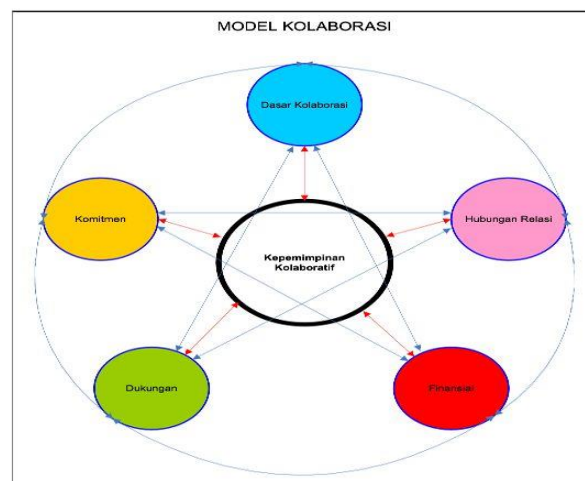 MODEL KOLABORASI
Dasar Kolaborasi
Komitmen
Hubungan Relasi
Kepemimpinan
Kolaboratif
Dukungan
Finansial